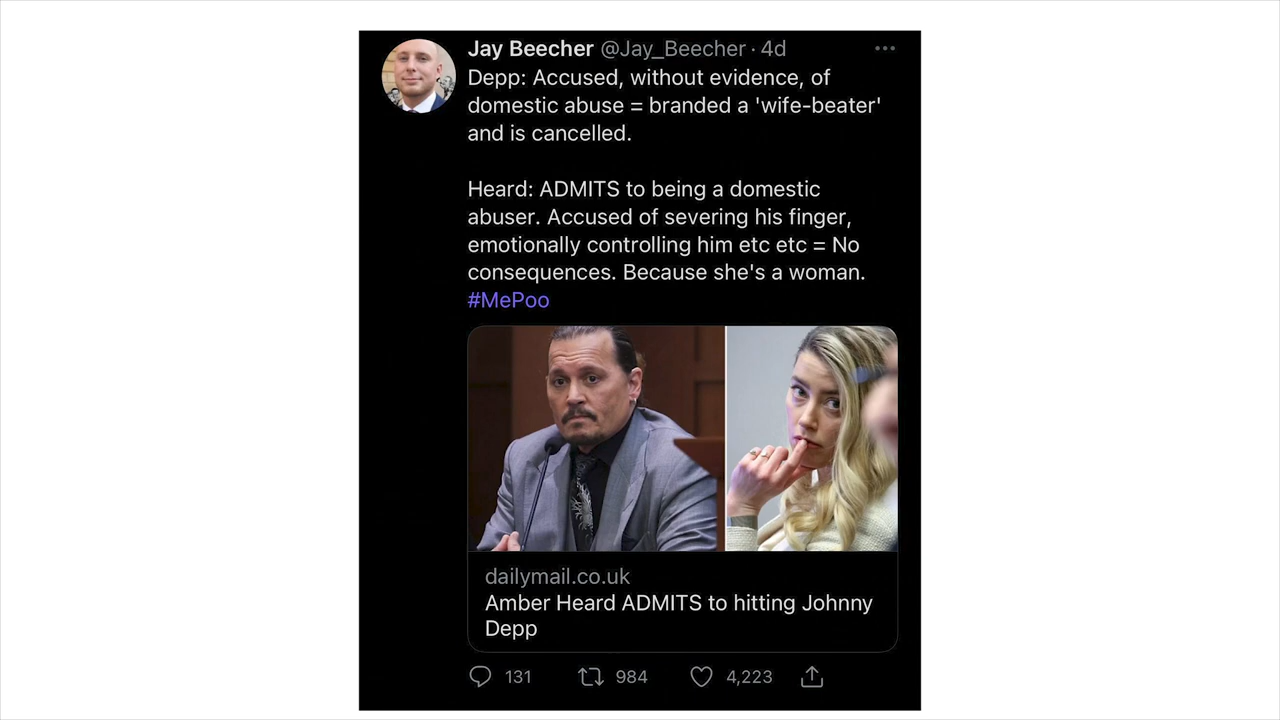 Jay Beecher @Jay_Beecher · 4d
Depp: Accused, without evidence, of
domestic abuse = branded a 'wife-beater'
and is cancelled.
Heard: ADMITS to being a domestic
abuser. Accused of severing his finger,
emotionally controlling him etc etc = No
consequences. Because she's a woman.
#MePoo
dailymail.co.uk
Amber Heard ADMITS to hitting Johnny
Depp
131 984 4,223